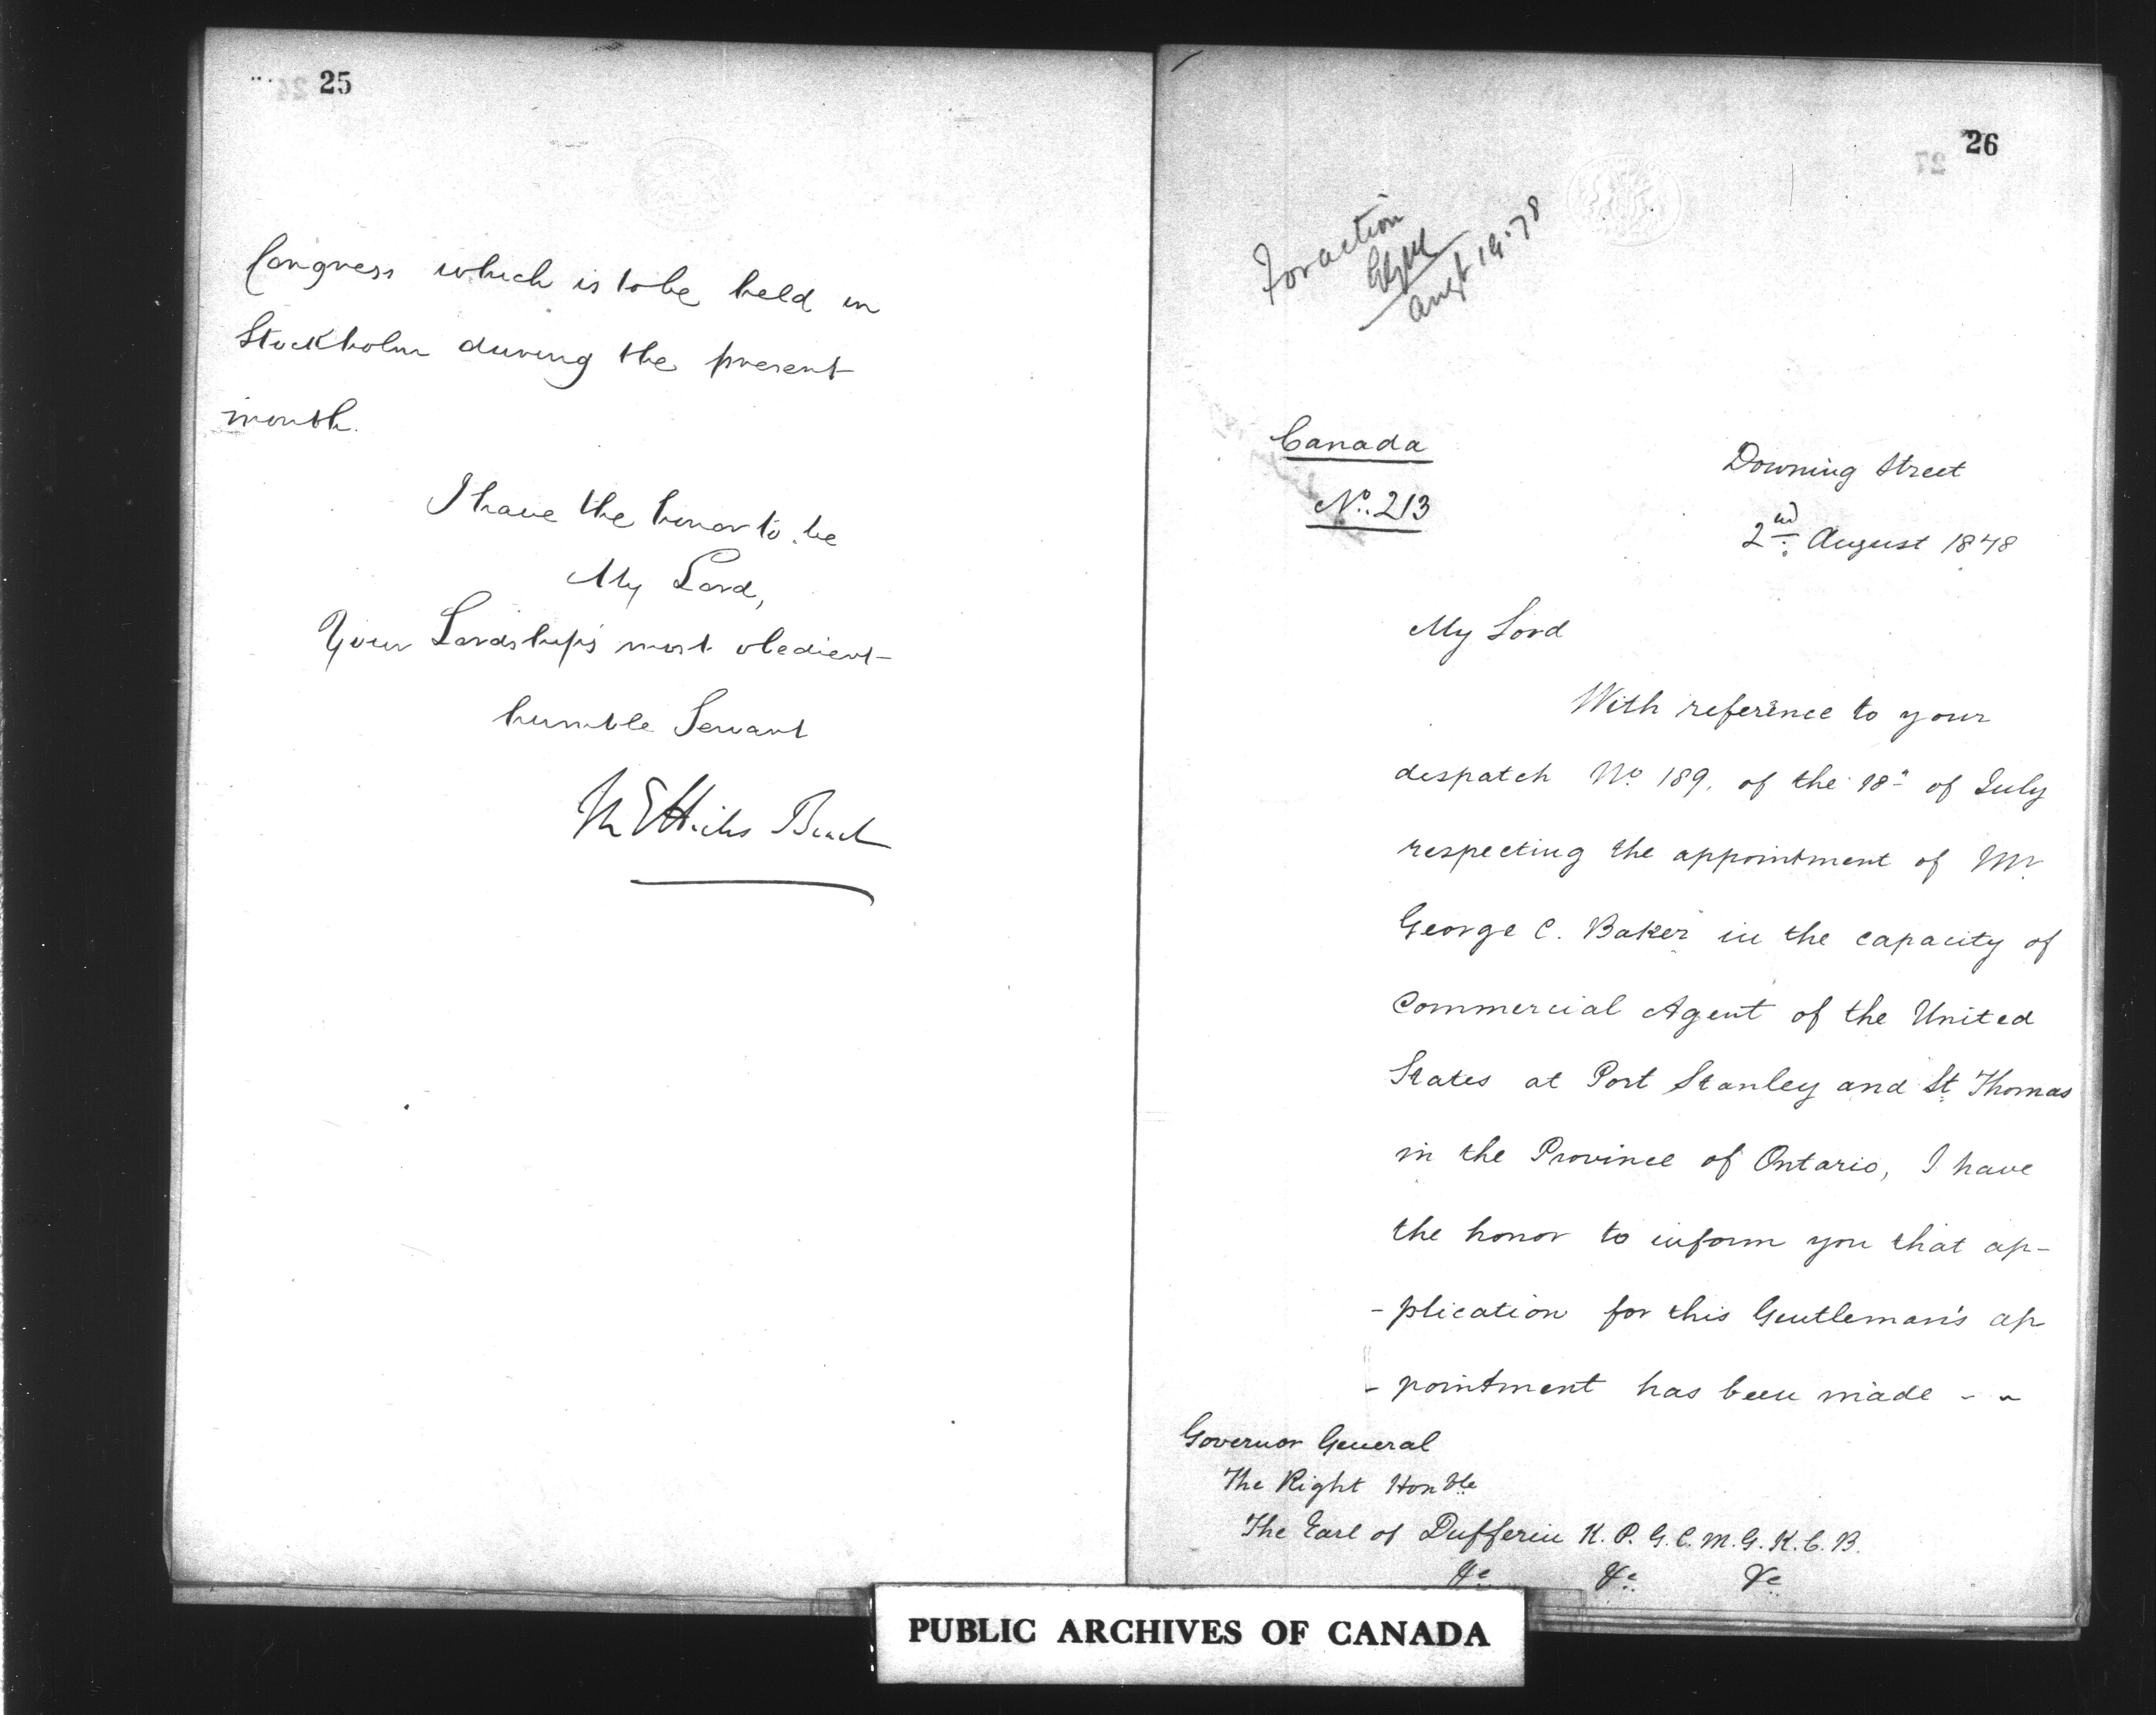 25
Congress which is to be held in
Stockholm during the present
month.
I have the honor to be
My Lord,
Your Lordship's most obedient
humble Servant
M E Hicks Beach
26
For action
Augt 19.78
Canada
No. 213
Downing Street
2nd August 1878
My Lord
With reference to your
despatch No 189, of the 18th of July
respecting the appointment of Mr
George C. Baker in the capacity of
Commercial Agent of the United
States at Port Stanley and St Thomas
in the Province of Ontario, I have
the honor to inform you that ap-
-plication for this Gentleman's ap
-pointment has been made - -
Governor General
The Right Honble
The Earl of Dufferin K.P. G.C.M.G. K.C.B.
&c &c &c
PUBLIC ARCHIVES OF CANADA